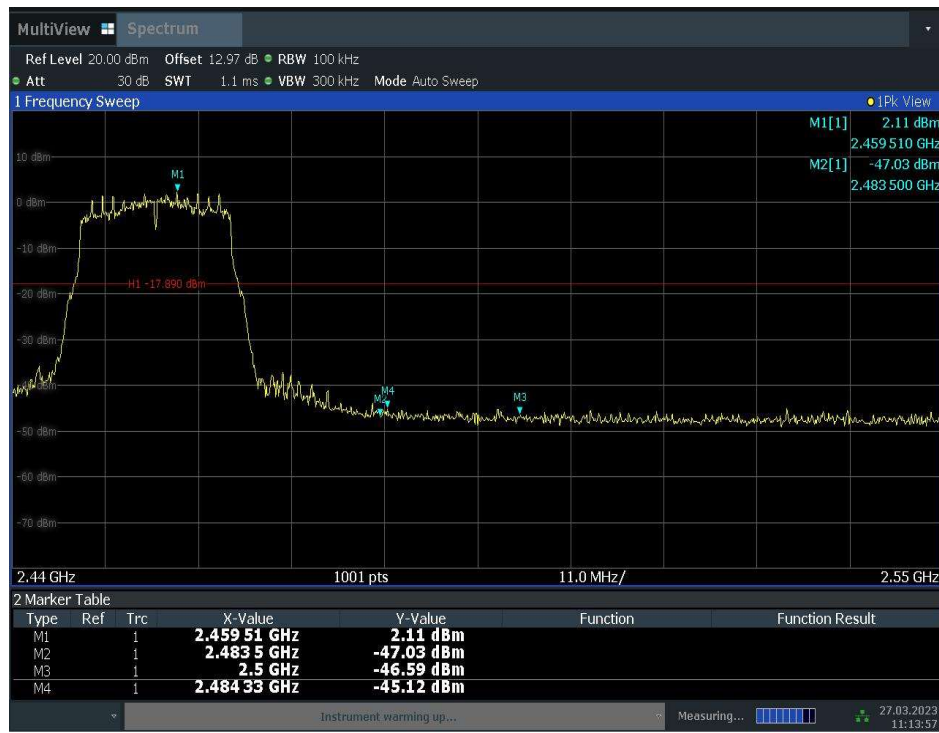 MultiView Spectrum
Ref Level 20.00 dBm Offset 12.97 dB RBW 100 kHz
Att 30 dB SWT 1.1 ms VBW 300 kHz Mode Auto Sweep
1 Frequency Sweep 1Pk View
M1[1] 2.11 dBm
2.459 510 GHz
M2[1] -47.03 dBm
2.483 500 GHz
10 dBm
M1
0 dBm
-10 dBm
H1 -17.890 dBm
-20 dBm
-30 dBm
M4
M2
M3
-50 dBm
-60 dBm
-70 dBm
2.44 GHz 1001 pts 11.0 MHz/ 2.55 GHz
2 Marker Table
Type Ref Trc X-Value Y-Value Function Function Result
M1 1 2.459 51 GHz 2.11 dBm
M2 1 2.483 5 GHz -47.03 dBm
M3 1 2.5 GHz -46.59 dBm
M4 1 2.484 33 GHz -45.12 dBm
Instrument warming up... Measuring... 27.03.2023
11:13:57